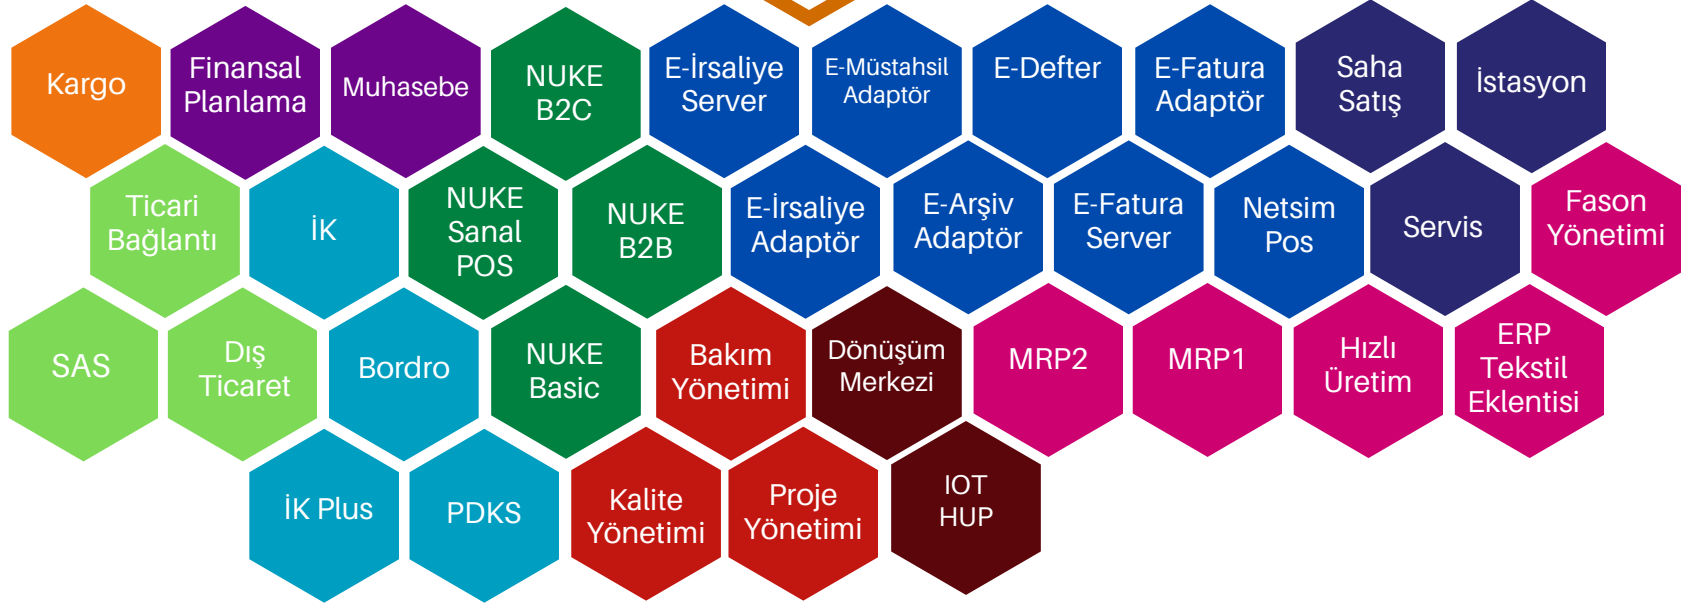 Kargo
Finansal
Planlama
Muhasebe
NUKE
B2C
E-İrsaliye
Server
E-Müstahsil
Adaptör
E-Defter
E-Fatura
Adaptör
Saha
Satış
İstasyon
Ticari
Bağlantı
İK
NUKE
Sanal
POS
NUKE
B2B
E-İrsaliye
Adaptör
E-Arşiv
Adaptör
E-Fatura
Server
Netsim
Pos
Servis
Fason
Yönetimi
SAS
Dış
Ticaret
Bordro
NUKE
Basic
Bakım
Yönetimi
Dönüşüm
Merkezi
MRP2
MRP1
Hızlı
Üretim
ERP
Tekstil
Eklentisi
İK Plus
PDKS
Kalite
Yönetimi
Proje
Yönetimi
IOT
HUP